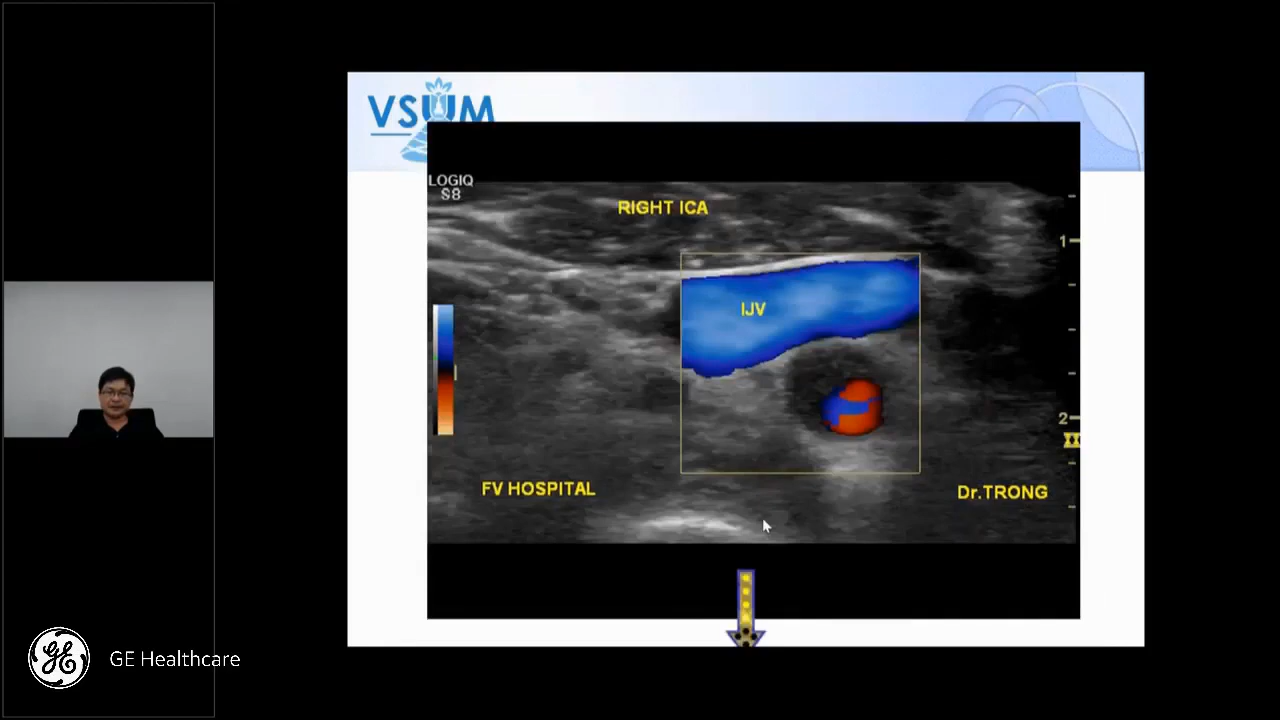 VSUM
LOGIQ
S8
RIGHT ICA
1
IJV
2
FV HOSPITAL
Dr.TRONG
GE Healthcare